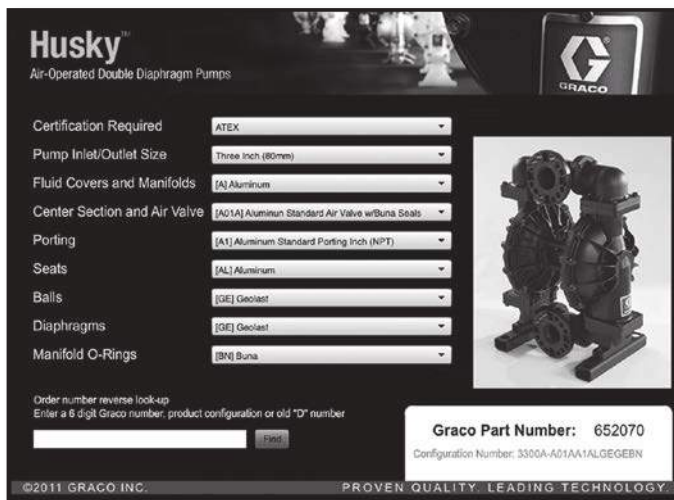 Husky™
Air-Operated Double Diaphragm Pumps
GRACO
Certification Required ATEX
Pump Inlet/Outlet Size Three Inch (80mm)
Fluid Covers and Manifolds [A] Aluminum
Center Section and Air Valve [A01A] Aluminun Standard Air Valve w/Buna Seals
Porting [A1] Aluminum Standard Porting Inch (NPT)
Seats [AL] Aluminum
Balls [GE] Geolast
Diaphragms [GE] Geolast
Manifold O-Rings [BN] Buna
Order number reverse look-up
Enter a 6 digit Graco number, product configuration or old "D" number
Find
Graco Part Number: 652070
Configuration Number: 3300A-A01AA1ALGEGEBN
©2011 GRACO INC. PROVEN QUALITY. LEADING TECHNOLOGY.